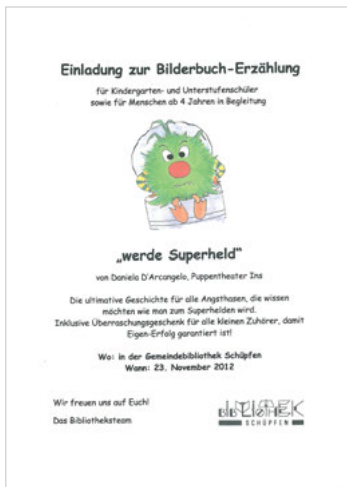 Einladung zur Bilderbuch-Erzählung
für Kindergarten- und Unterstufenschüler
sowie für Menschen ab 4 Jahren in Begleitung
„werde Superheld"
von Daniela D'Arcangelo, Puppentheater Ins
Die ultimative Geschichte für alle Angsthasen, die wissen
möchten wie man zum Superhelden wird.
Inklusive Überraschungsgeschenk für alle kleinen Zuhörer, damit
Eigen-Erfolg garantiert ist!
Wo: in der Gemeindebibliothek Schüpfen
Wann: 23. November 2012
Wir freuen uns auf Euch!
Das Bibliotheksteam
BIBLIOTHEK
SCHÜPFEN